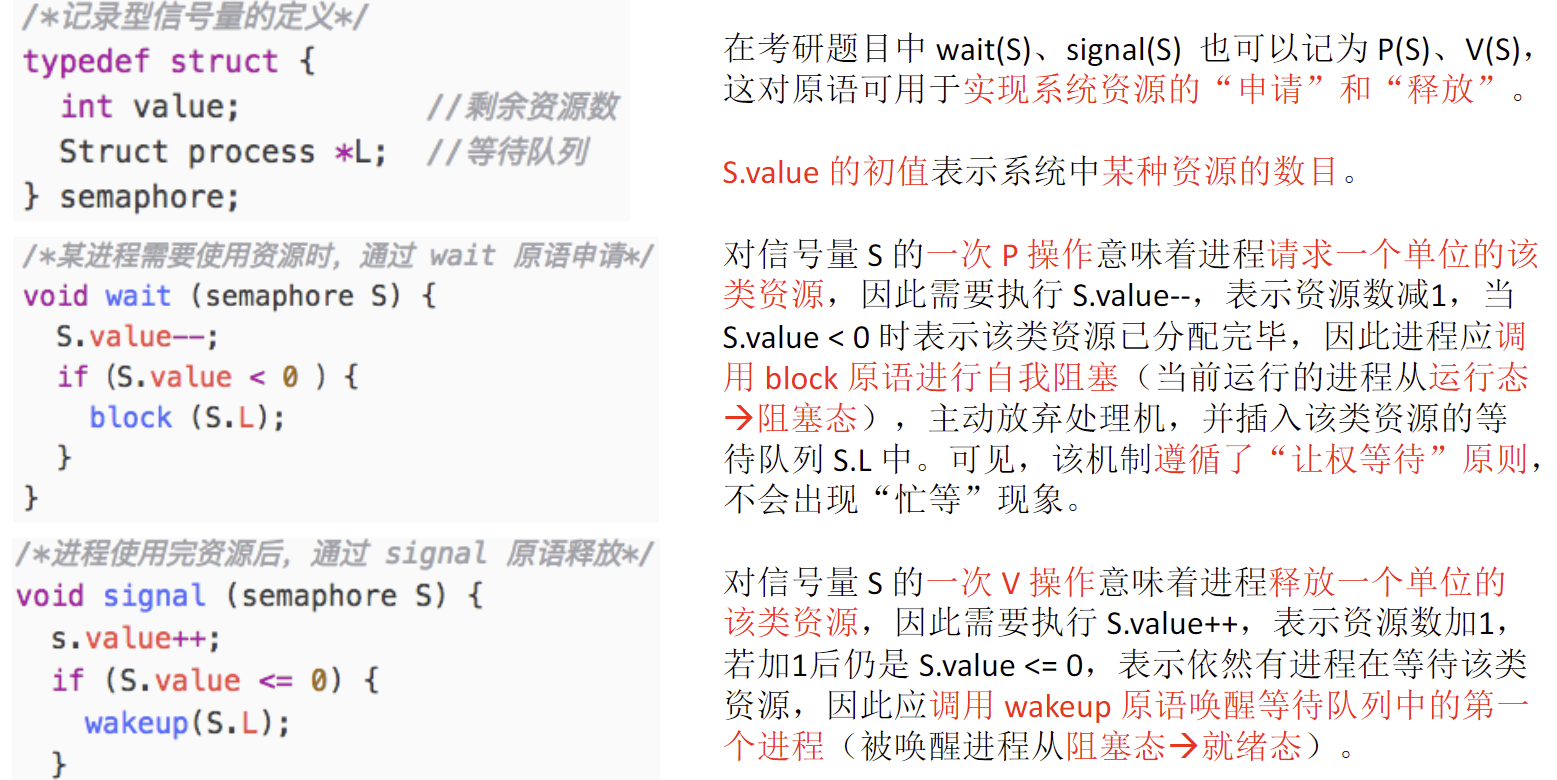 /*记录型信号量的定义*/
typedef struct {
int value; //剩余资源数
Struct process *L; //等待队列
} semaphore;
/*某进程需要使用资源时，通过 wait 原语申请*/
void wait (semaphore S) {
S.value--;
if (S.value < 0 ) {
block (S.L);
}
}
/*进程使用完资源后，通过 signal 原语释放*/
void signal (semaphore S) {
s.value++;
if (S.value <= 0) {
wakeup(S.L);
}
在考研题目中 wait(S)、signal(S) 也可以记为 P(S)、V(S)，
这对原语可用于实现系统资源的“申请”和“释放”。
S.value 的初值表示系统中某种资源的数目。
对信号量 S 的一次 P 操作意味着进程请求一个单位的该
类资源，因此需要执行 S.value--，表示资源数减1，当
S.value < 0 时表示该类资源已分配完毕，因此进程应调
用 block 原语进行自我阻塞（当前运行的进程从运行态
→阻塞态），主动放弃处理机，并插入该类资源的等
待队列 S.L 中。可见，该机制遵循了“让权等待”原则，
不会出现“忙等”现象。
对信号量 S 的一次 V 操作意味着进程释放一个单位的
该类资源，因此需要执行 S.value++，表示资源数加1，
若加1后仍是 S.value <= 0，表示依然有进程在等待该类
资源，因此应调用 wakeup 原语唤醒等待队列中的第一
个进程（被唤醒进程从阻塞态→就绪态）。